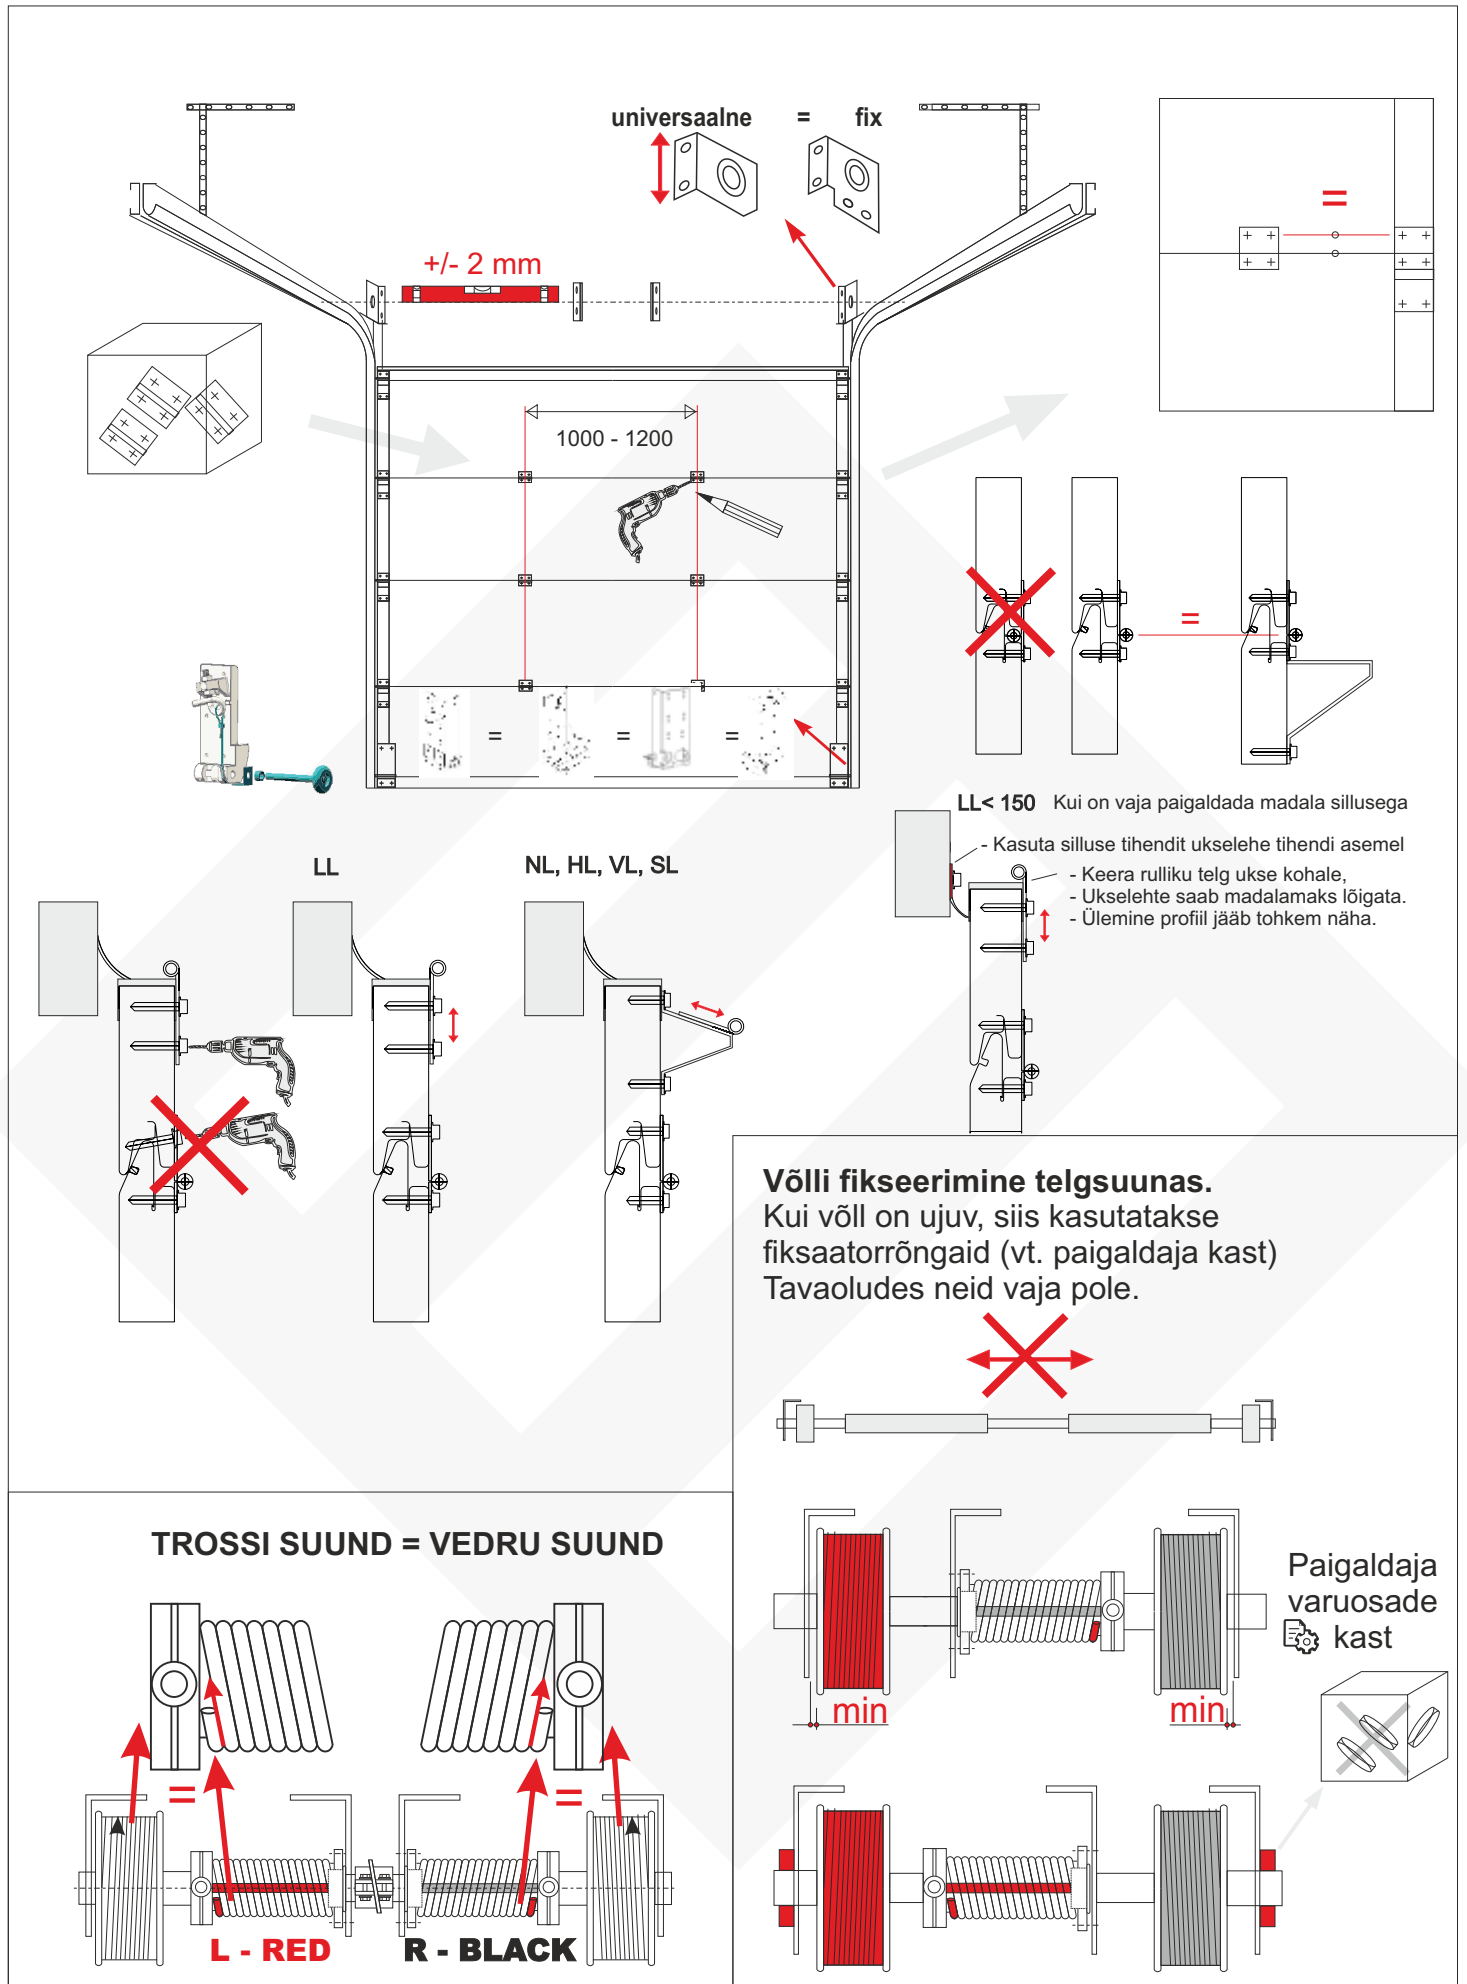 universaalne = fix
+/- 2 mm
=
1000 - 1200
=
= = =
LL< 150 Kui on vaja paigaldada madala sillusega
- Kasuta silluse tihendit ukselehe tihendi asemel
- Keera rulliku telg ukse kohale,
- Ukselehte saab madalamaks lõigata.
- Ülemine profiil jääb tohkem näha.
LL
NL, HL, VL, SL
Võlli fikseerimine telgsuunas.
Kui võll on ujuv, siis kasutatakse
fiksaatorrõngaid (vt. paigaldaja kast)
Tavaoludes neid vaja pole.
TROSSI SUUND = VEDRU SUUND
= =
L - RED R - BLACK
min min
Paigaldaja
varuosade
kast